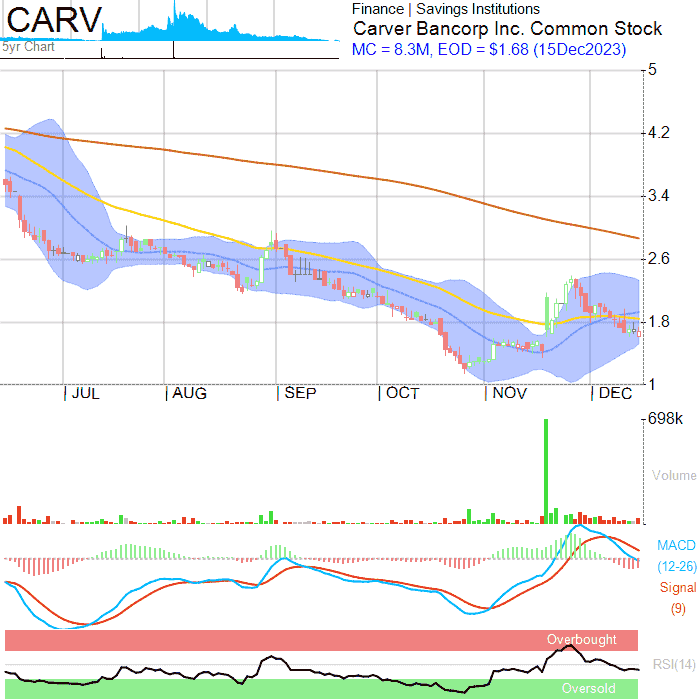 CARV
5yr Chart
Finance | Savings Institutions
Carver Bancorp Inc. Common Stock
MC = 8.3M, EOD = $1.68 (15Dec2023)
5
4.2
3.4
2.6
1.8
1
JUL AUG SEP OCT NOV DEC
698k
Volume
MACD
(12-26)
Signal
(9)
Overbought
RSI(14)
Oversold